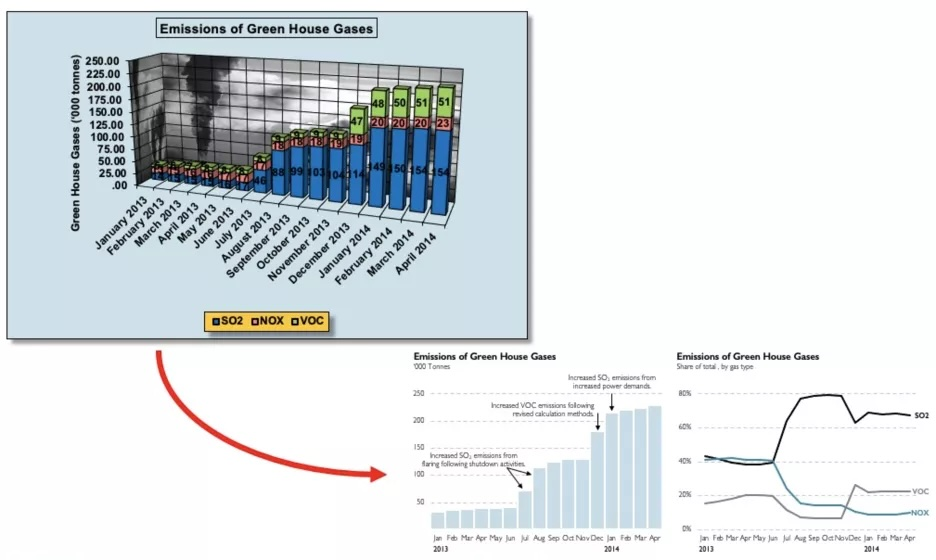 Emissions of Green House Gases
Green House Gases ('000 tonnes)
250.00
225.00
200.00
175.00
150.00
125.00
100.00
75.00
50.00
25.00
.00
47 48 50 51 51
18 18 18 19 19 20 20 20 23
46 88 99 103 104 114 149 150 154 154
January 2013
February 2013
March 2013
April 2013
May 2013
June 2013
July 2013
August 2013
September 2013
October 2013
November 2013
December 2013
January 2014
February 2014
March 2014
April 2014
SO2 NOX VOC
Emissions of Green House Gases
'000 Tonnes
250
200
150
100
50
Increased SO₂ emissions from
increased power demands.
Increased VOC emissions following
revised calculation methods.
Increased SO₂ emissions from
flaring following shutdown activities.
Jan Feb Mar Apr May Jun Jul Aug Sep Oct Nov Dec Jan Feb Mar Apr
2013 2014
Emissions of Green House Gases
Share of total , by gas type
80%
60%
40%
20%
0%
SO2
VOC
NOX
Jan Feb Mar Apr May Jun Jul Aug Sep Oct Nov Dec Jan Feb Mar Apr
2013 2014